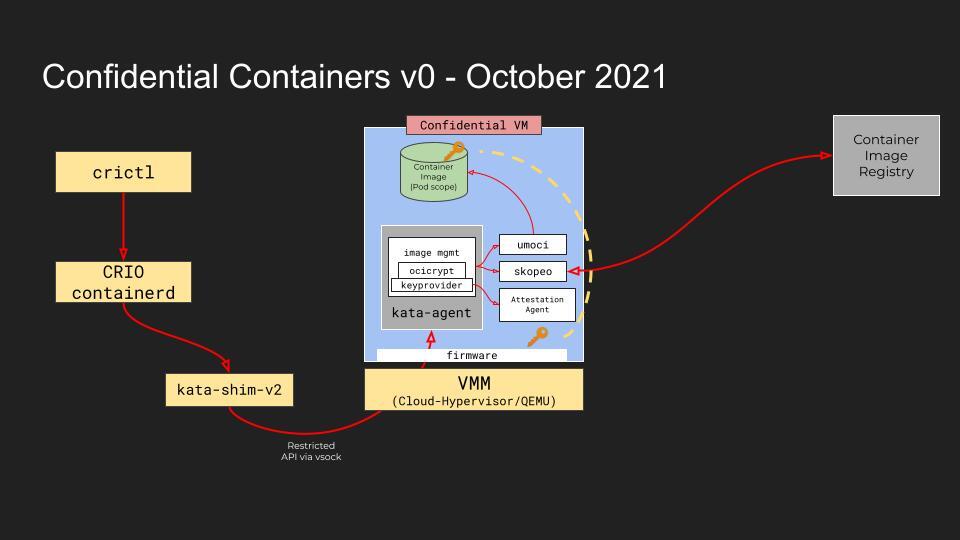 Confidential Containers v0 - October 2021
Confidential VM
Container
Image
Registry
crictl
Container
Image
(Pod scope)
umoci
image mgmt
skopeo
ocicrypt
keyprovider
CRIO
containerd
Attestation
Agent
kata-agent
firmware
kata-shim-v2
VMM
(Cloud-Hypervisor/QEMU)
Restricted
API via vsock